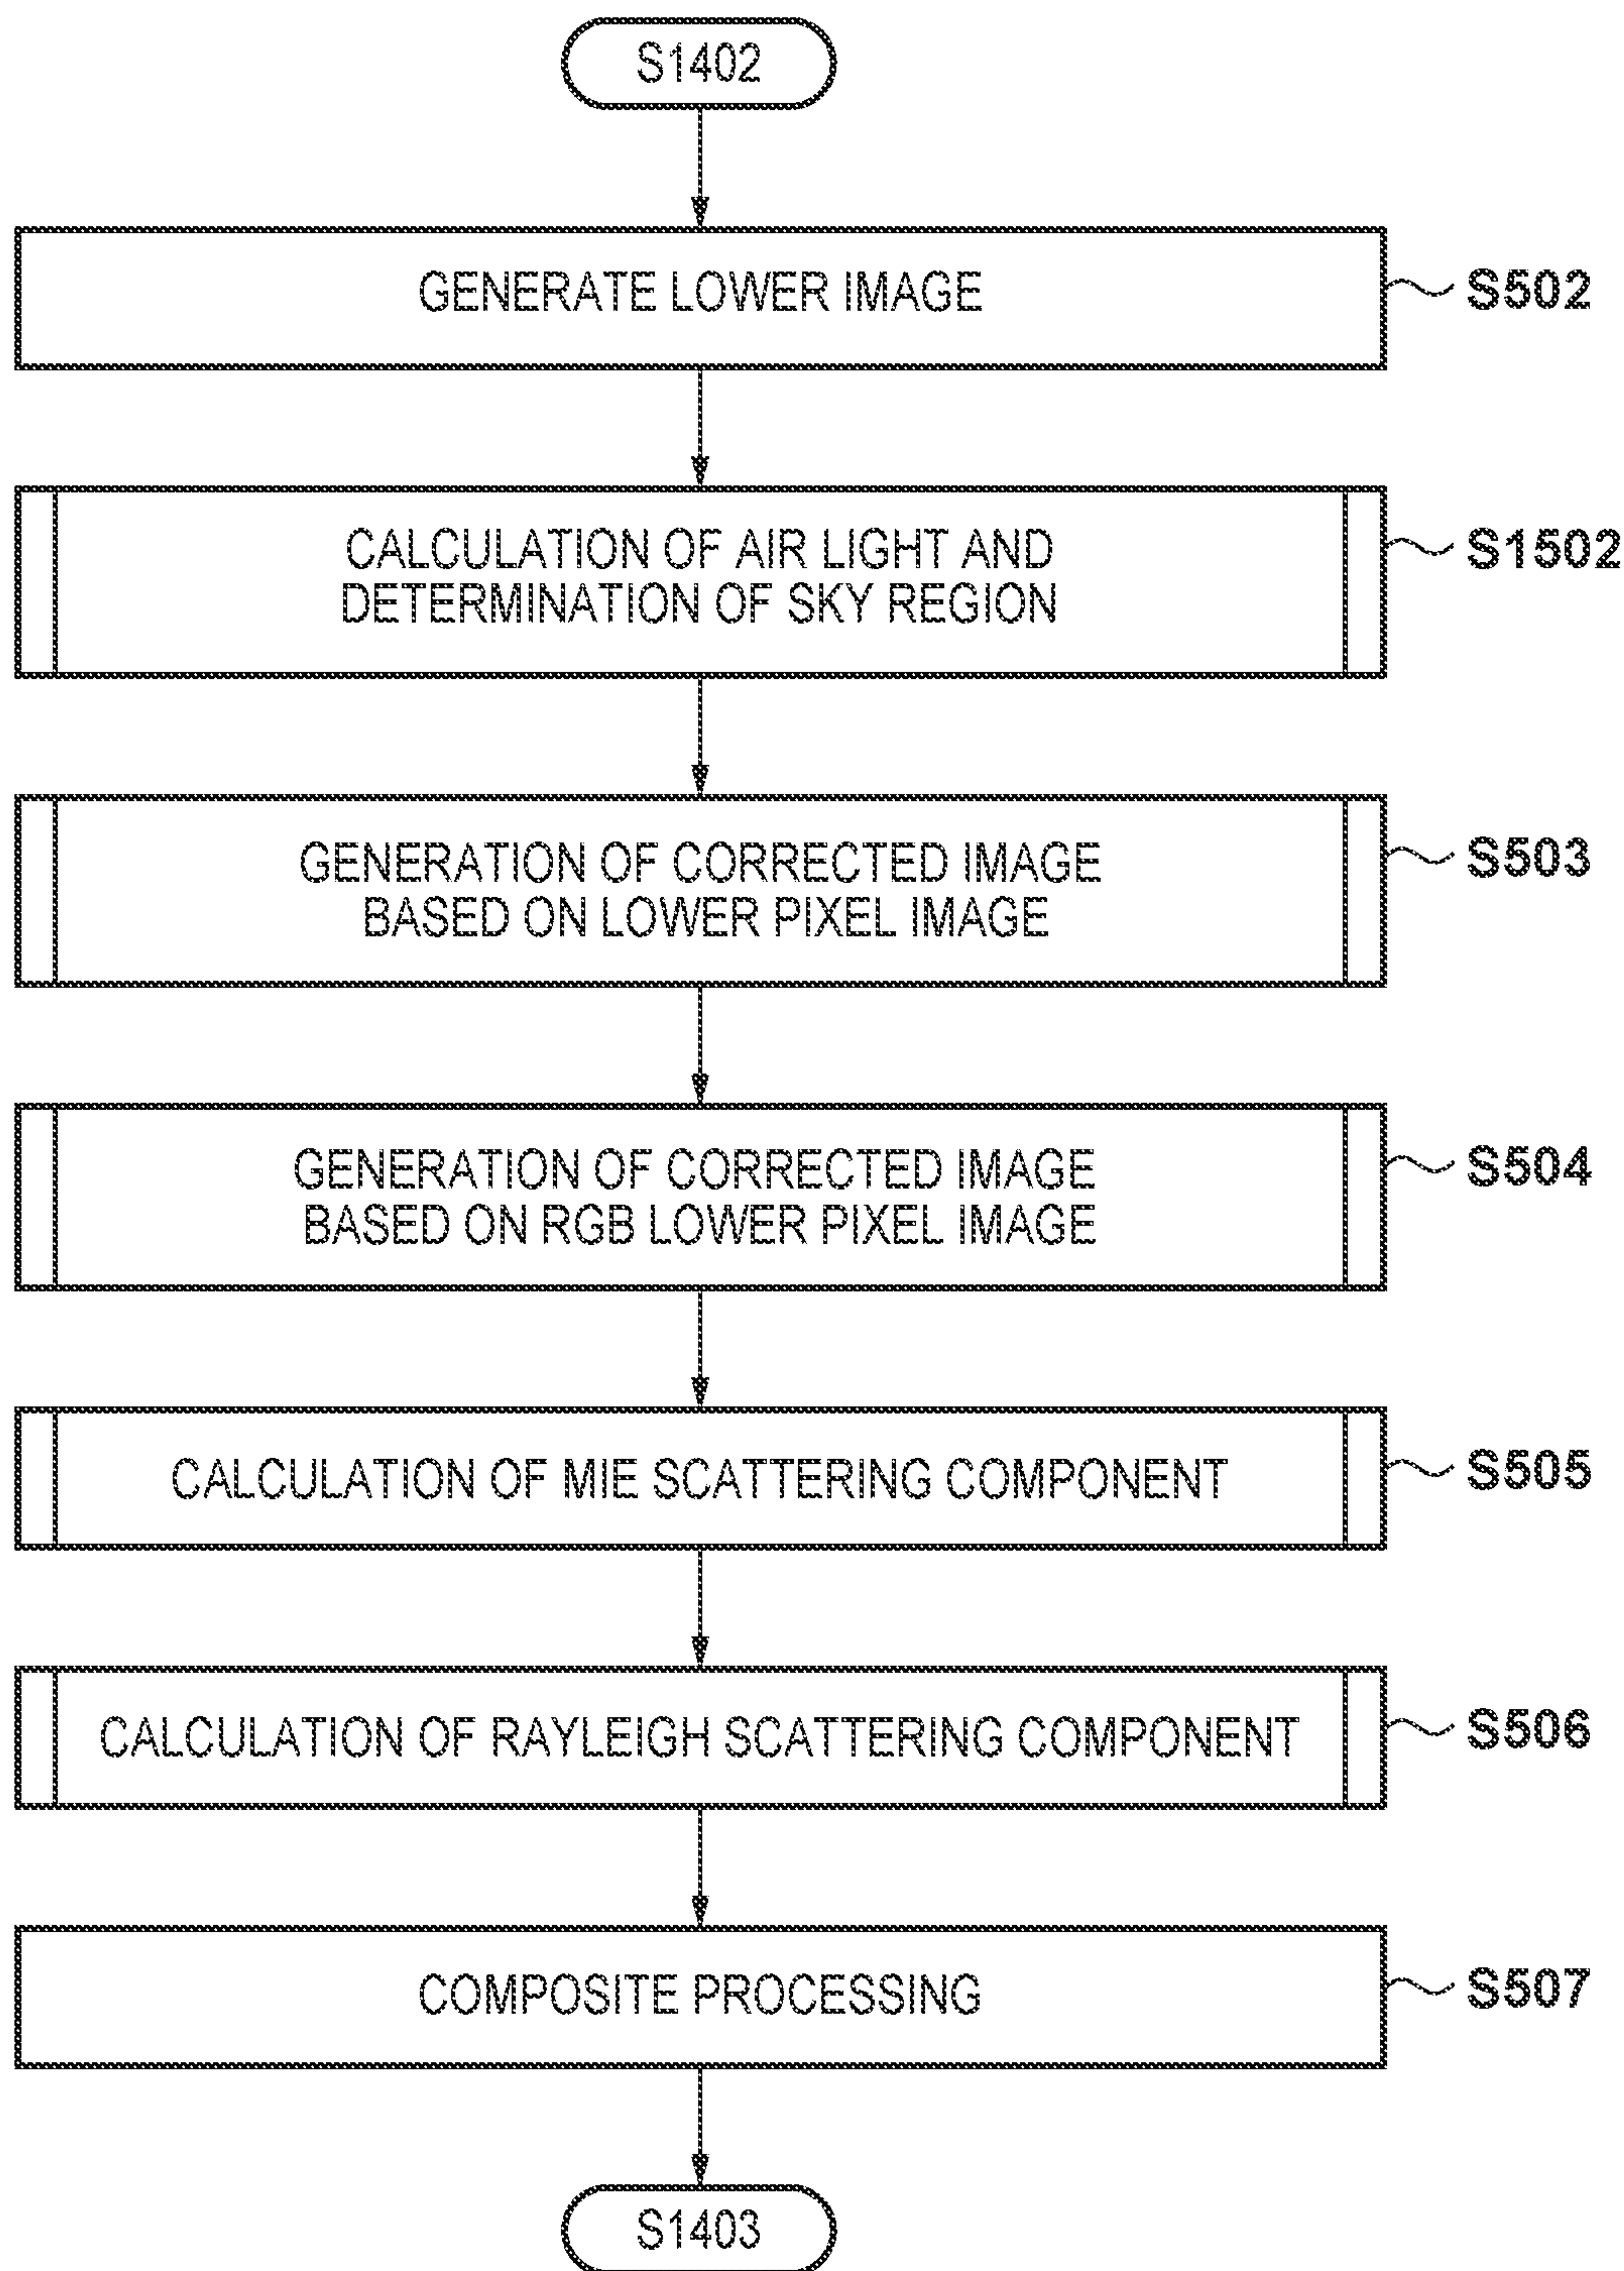 S1402
GENERATE LOWER IMAGE
S502
CALCULATION OF AIR LIGHT AND
DETERMINATION OF SKY REGION
S1502
GENERATION OF CORRECTED IMAGE
BASED ON LOWER PIXEL IMAGE
S503
GENERATION OF CORRECTED IMAGE
BASED ON RGB LOWER PIXEL IMAGE
S504
CALCULATION OF MIE SCATTERING COMPONENT
S505
CALCULATION OF RAYLEIGH SCATTERING COMPONENT
S506
COMPOSITE PROCESSING
S507
S1403